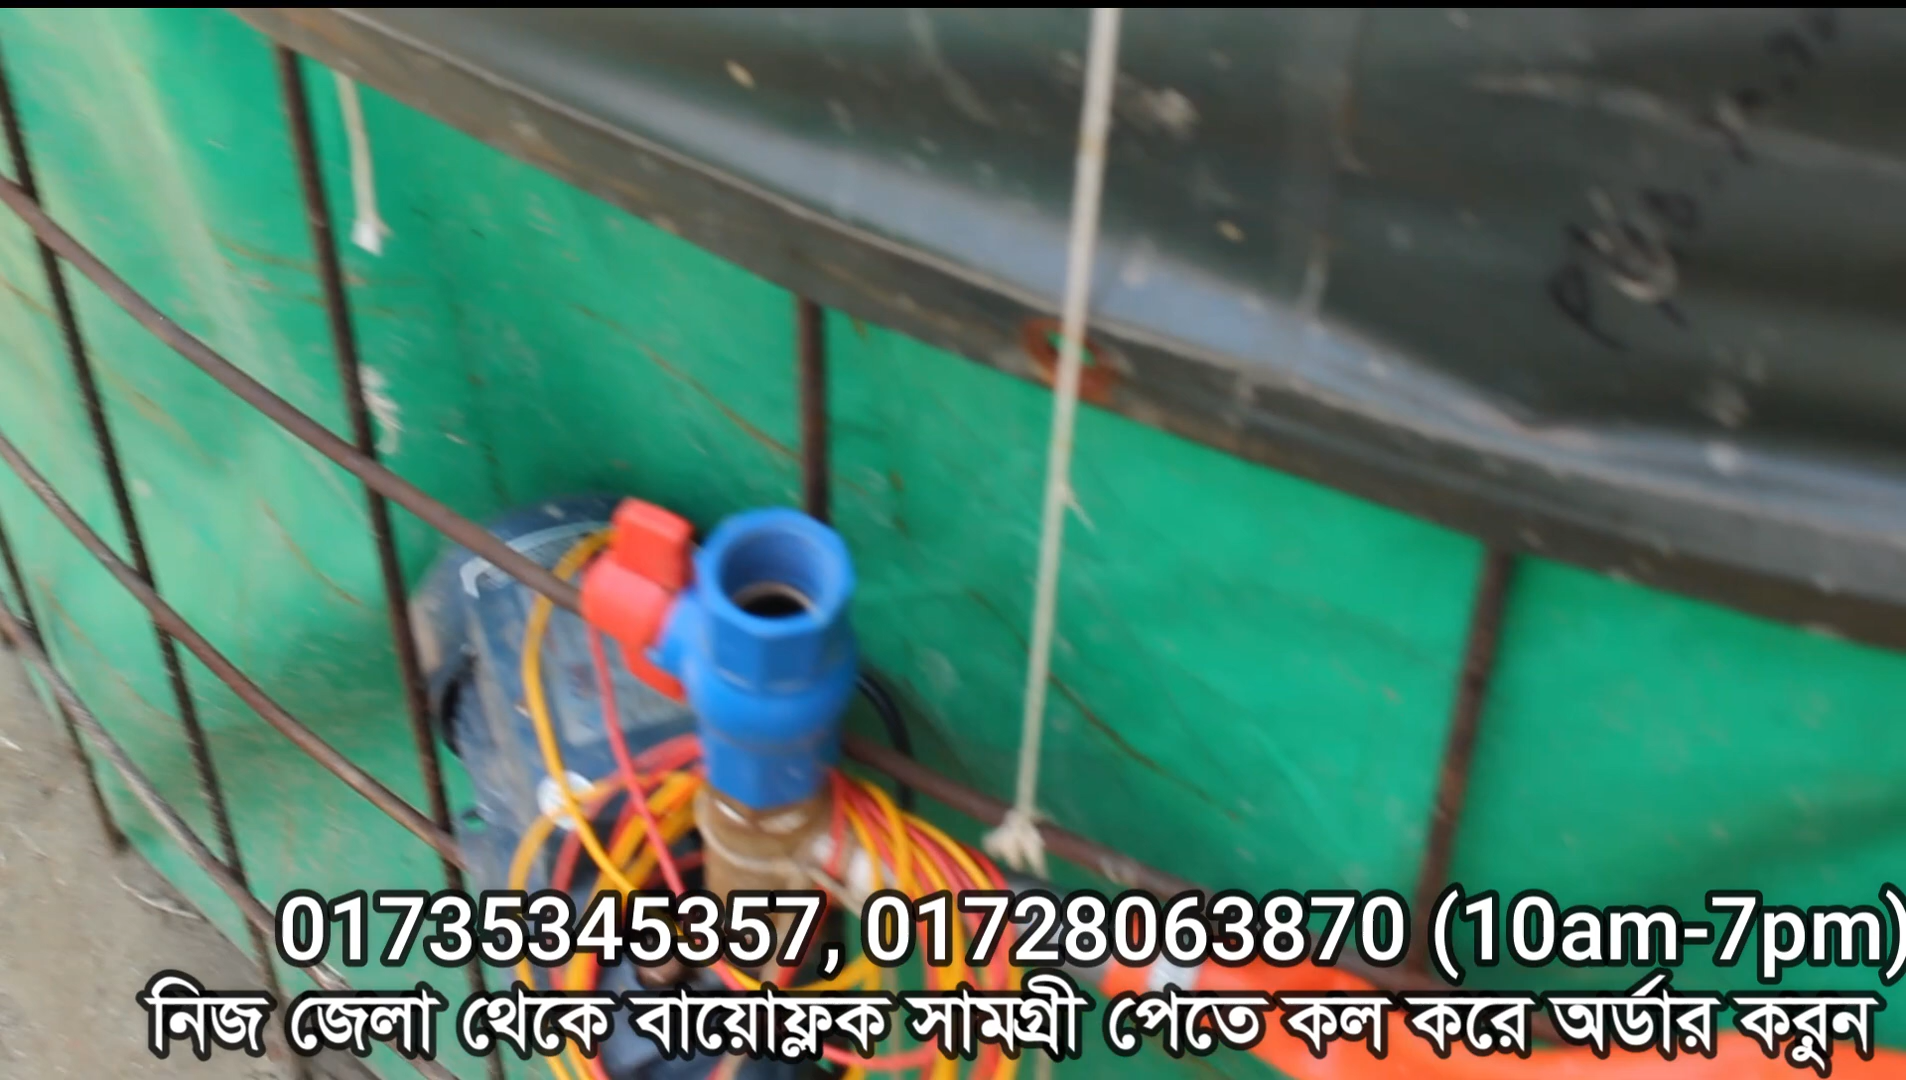 01735345357, 01728063870 (10am-7pm)
নিজ জেলা থেকে বায়োফ্লক সামগ্রী পেতে কল করে অর্ডার করুন